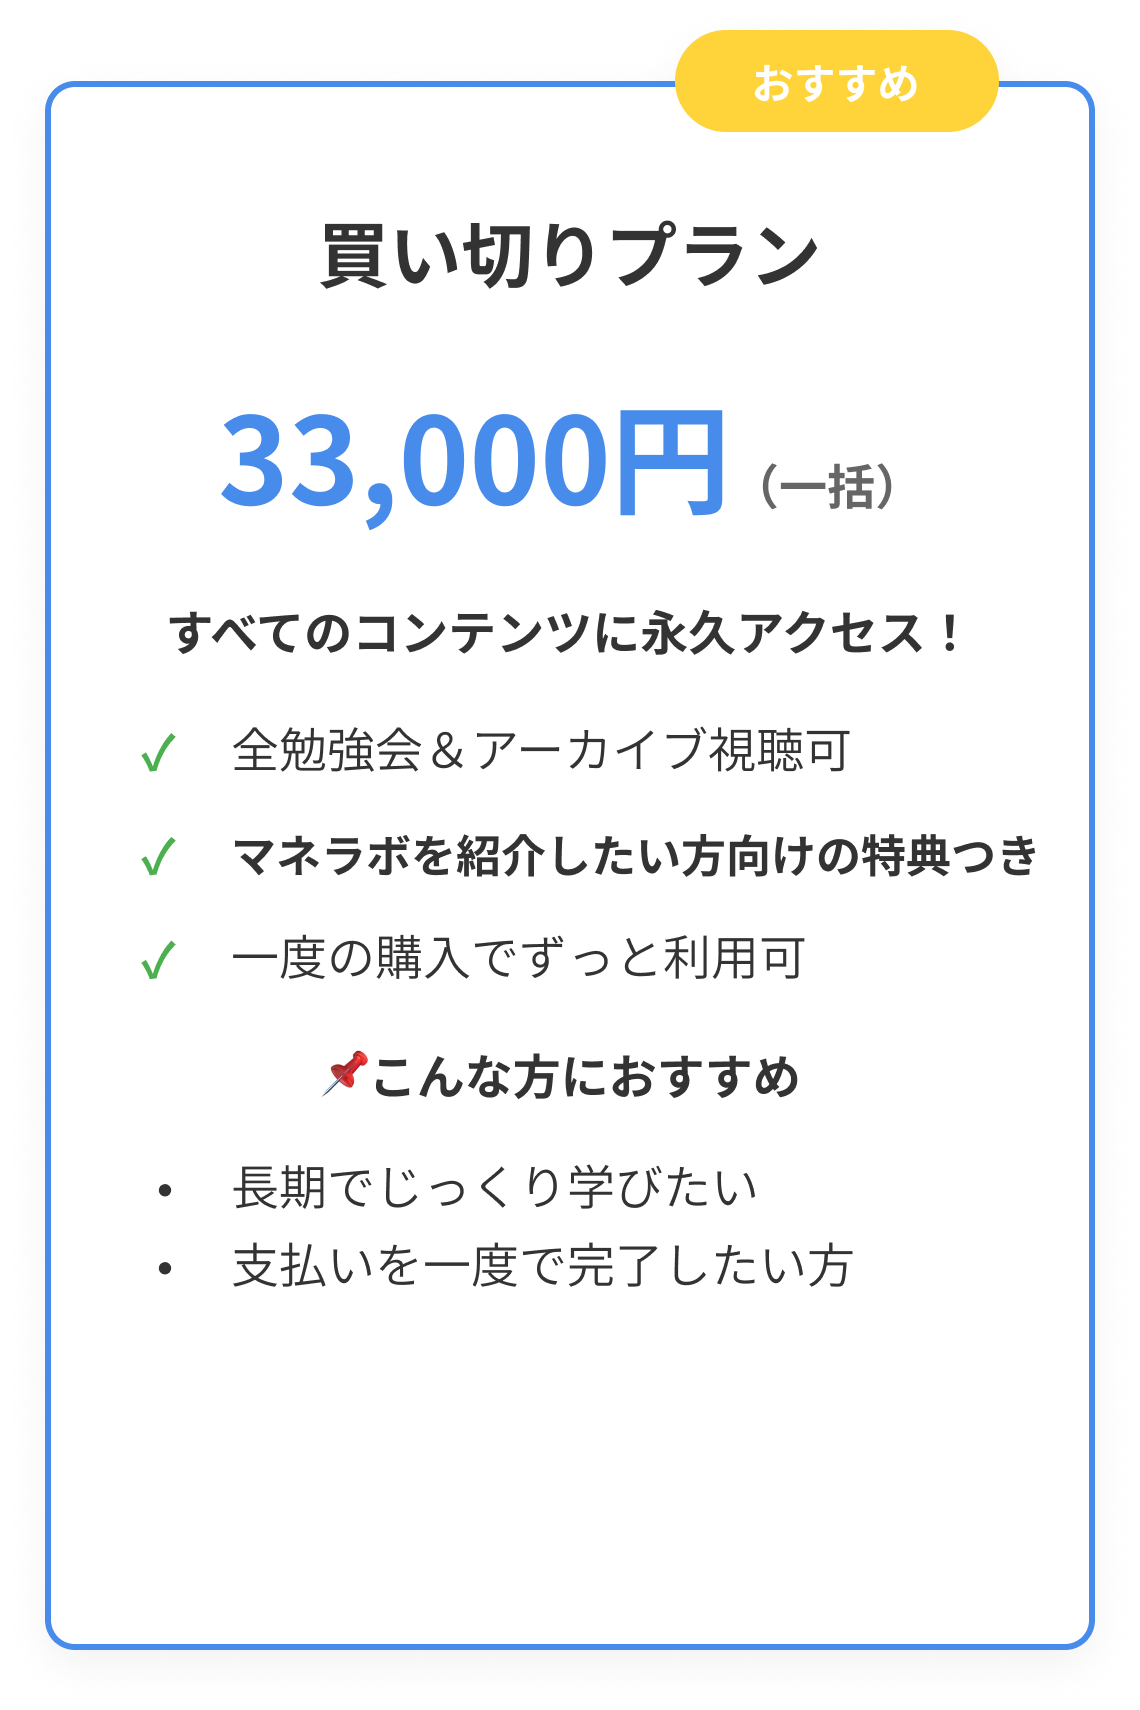 おすすめ
買い切りプラン
33,000円（一括）
すべてのコンテンツに永久アクセス！
✓ 全勉強会＆アーカイブ視聴可
✓ マネラボを紹介したい方向けの特典つき
✓ 一度の購入でずっと利用可
📌こんな方におすすめ
• 長期でじっくり学びたい
• 支払いを一度で完了したい方